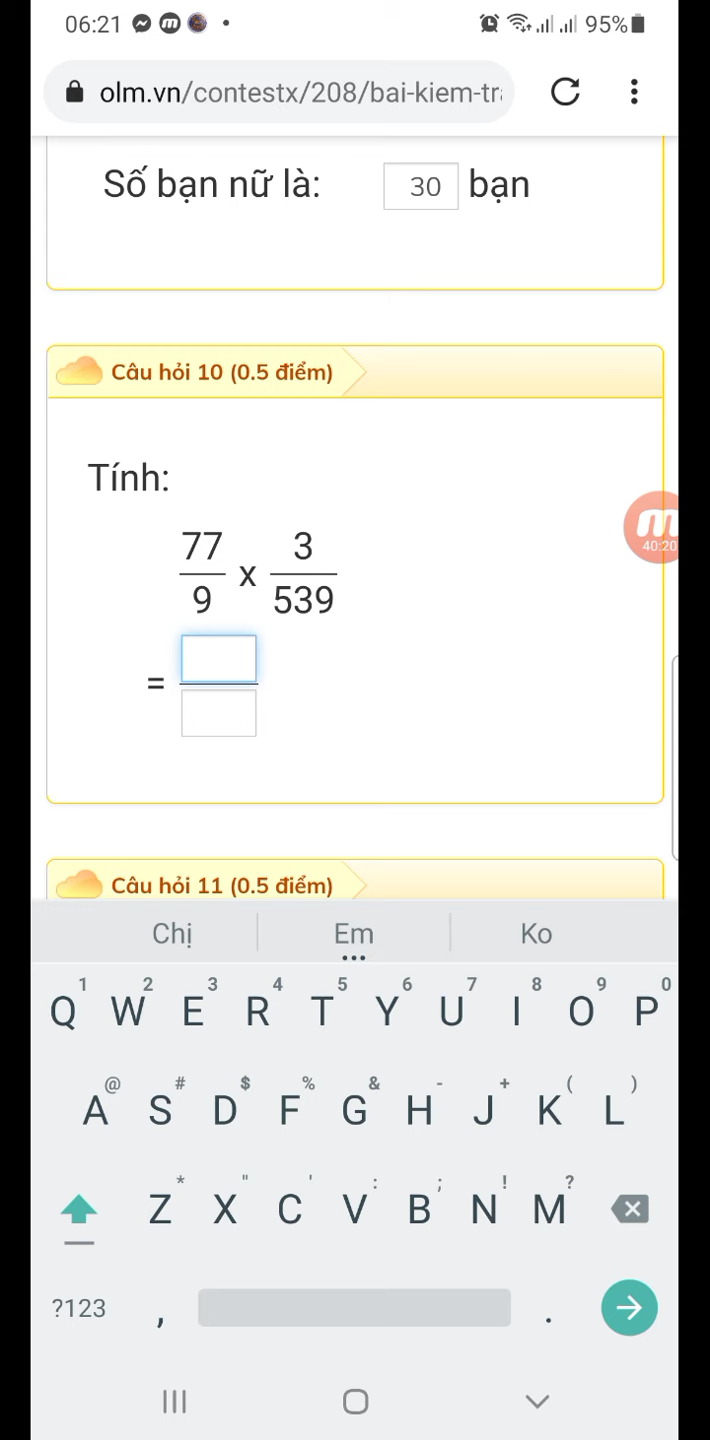 06:21 95%
olm.vn/contestx/208/bai-kiem-tr
Số bạn nữ là: 30 bạn
Câu hỏi 10 (0.5 điểm)
Tính:
77 3
x
9 539
=
40:20
Câu hỏi 11 (0.5 điểm)
Chị Em Ko
1 2 3 4 5 6 7 8 9 0
Q W E R T Y U I O P
@ # $ % & - + ( )
A S D F G H J K L
* " ' : ; ! ?
Z X C V B N M
?123 , .